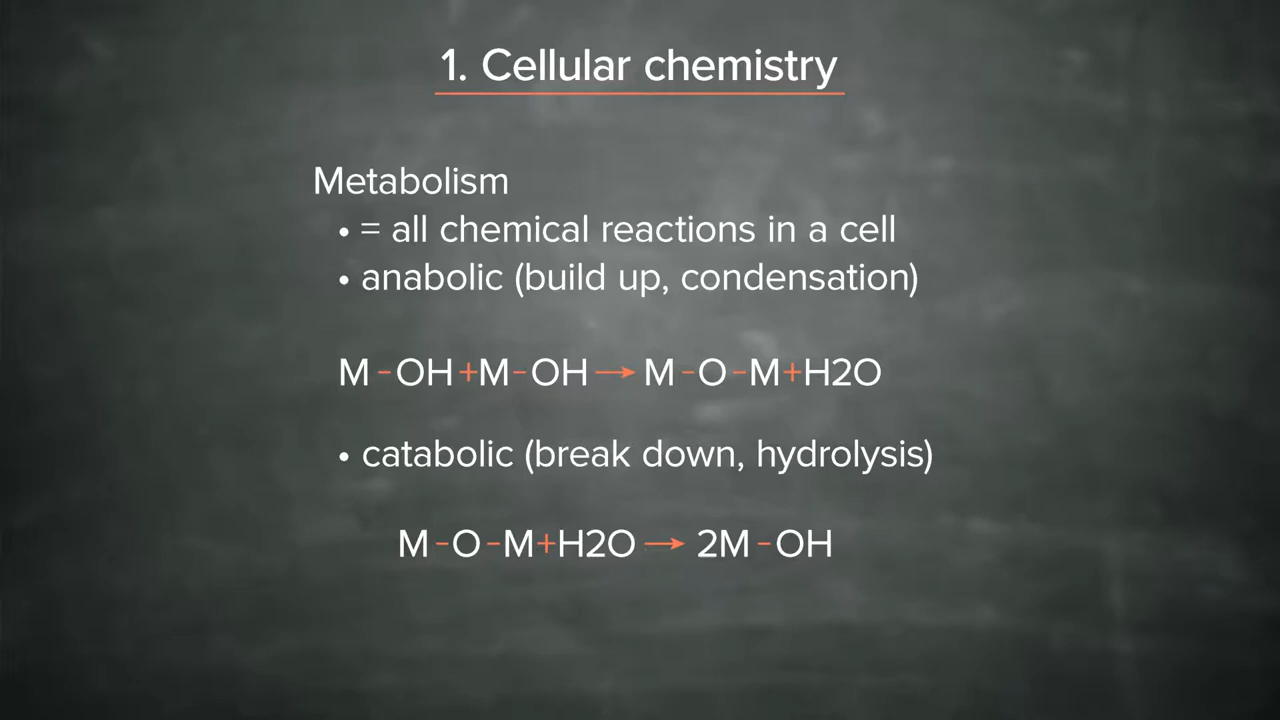 1. Cellular chemistry
Metabolism
• = all chemical reactions in a cell
• anabolic (build up, condensation)
M-OH+M-OH→M-O-M+H2O
• catabolic (break down, hydrolysis)
M-O-M+H2O→2M-OH